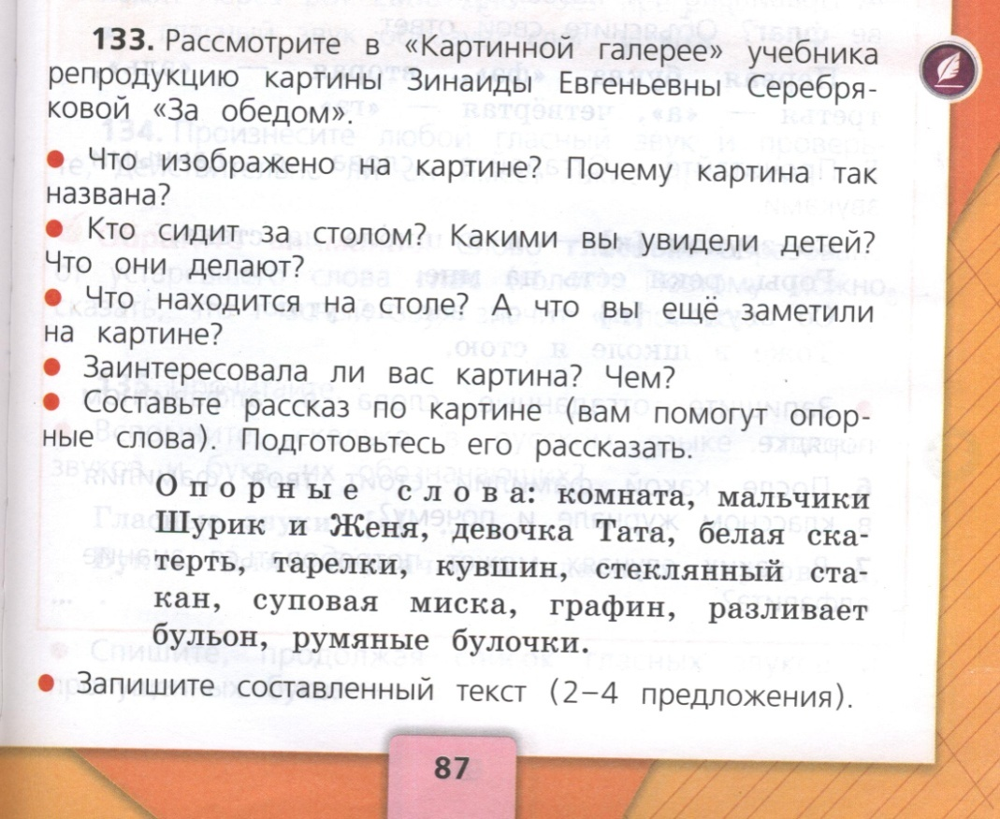 133. Рассмотрите в «Картинной галерее» учебника
репродукцию картины Зинаиды Евгеньевны Серебря-
ковой «За обедом».
• Что изображено на картине? Почему картина так
названа?
• Кто сидит за столом? Какими вы увидели детей?
Что они делают?
• Что находится на столе? А что вы ещё заметили
на картине?
• Заинтересовала ли вас картина? Чем?
• Составьте рассказ по картине (вам помогут опор-
ные слова). Подготовьтесь его рассказать.
Опорные слова: комната, мальчики
Шурик и Женя, девочка Тата, белая ска-
терть, тарелки, кувшин, стеклянный ста-
кан, суповая миска, графин, разливает
бульон, румяные булочки.
• Запишите составленный текст (2–4 предложения).
87